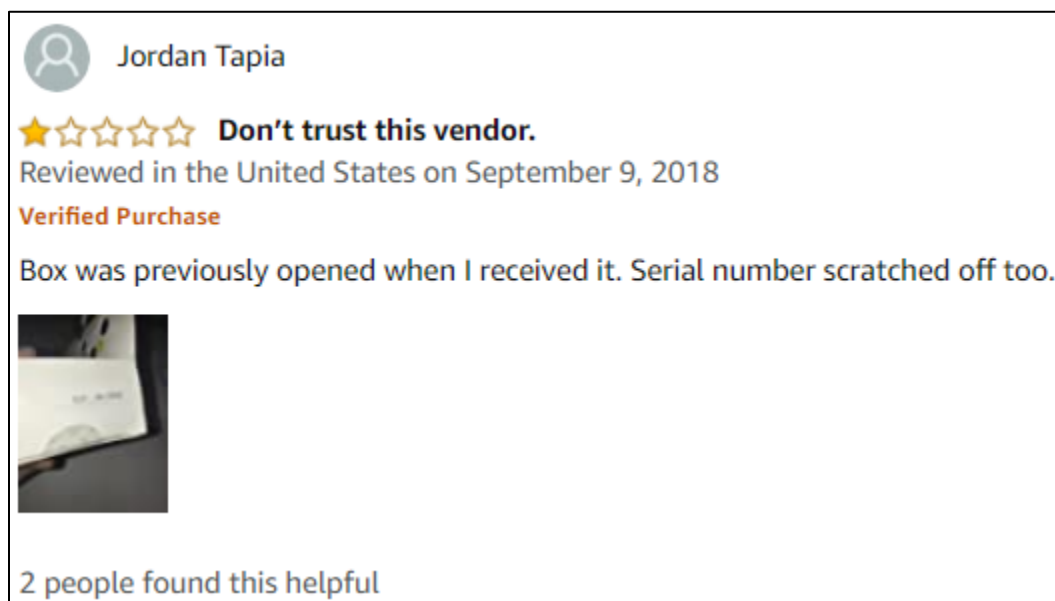 Jordan Tapia
Don't trust this vendor.
Reviewed in the United States on September 9, 2018
Verified Purchase
Box was previously opened when I received it. Serial number scratched off too.
2 people found this helpful